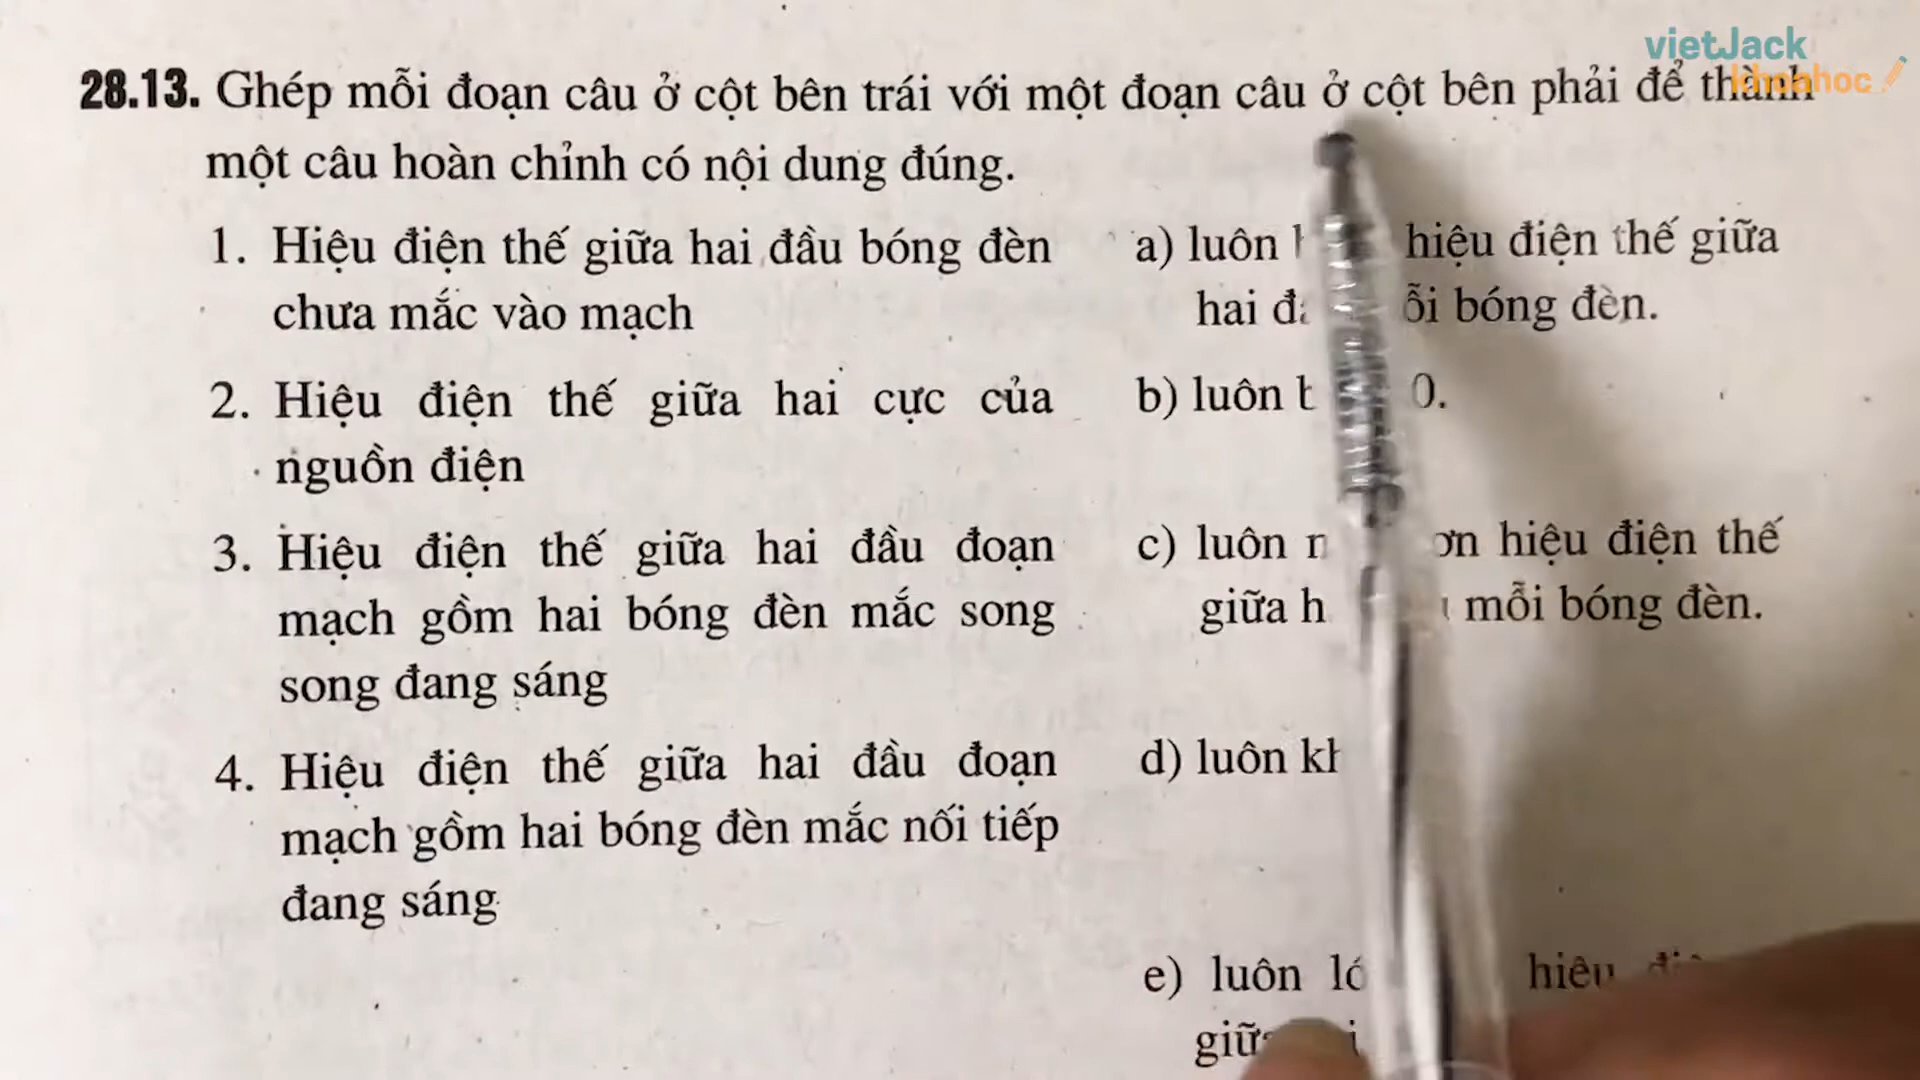 vietJack
khoahoc
28.13. Ghép mỗi đoạn câu ở cột bên trái với một đoạn câu ở cột bên phải để thành
một câu hoàn chỉnh có nội dung đúng.
1. Hiệu điện thế giữa hai đầu bóng đèn
chưa mắc vào mạch
2. Hiệu điện thế giữa hai cực của
nguồn điện
3. Hiệu điện thế giữa hai đầu đoạn
mạch gồm hai bóng đèn mắc song
song đang sáng
4. Hiệu điện thế giữa hai đầu đoạn
mạch gồm hai bóng đèn mắc nối tiếp
đang sáng
a) luôn hiệu điện thế giữa
hai bóng đèn.
b) luôn 0.
c) luôn hiệu điện thế
giữa mỗi bóng đèn.
d) luôn
e) luôn